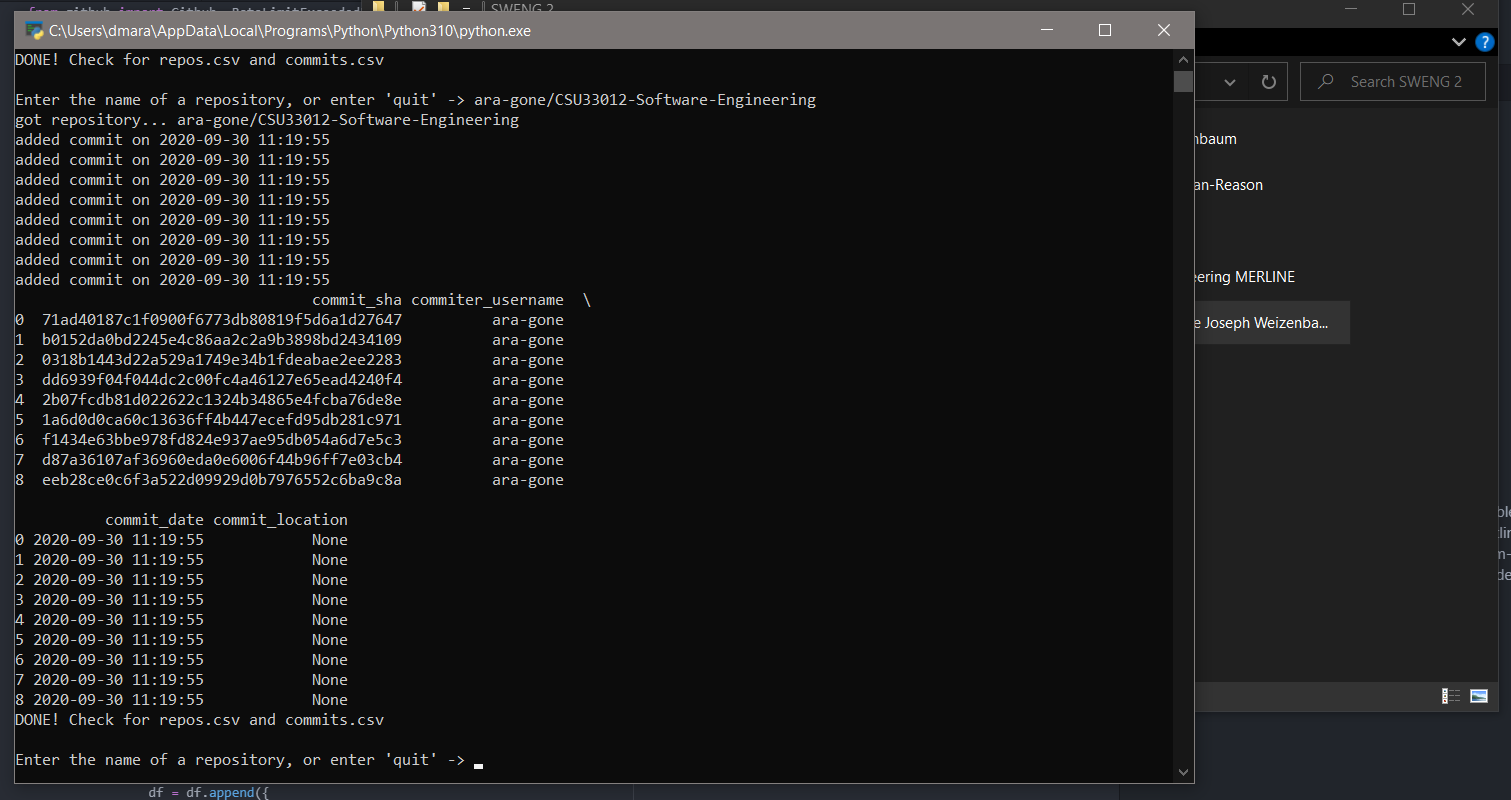 from github import Github, RateLimitExceeded
SWENG 2
C:\Users\dmara\AppData\Local\Programs\Python\Python310\python.exe
DONE! Check for repos.csv and commits.csv
Enter the name of a repository, or enter 'quit' -> ara-gone/CSU33012-Software-Engineering
got repository... ara-gone/CSU33012-Software-Engineering
added commit on 2020-09-30 11:19:55
added commit on 2020-09-30 11:19:55
added commit on 2020-09-30 11:19:55
added commit on 2020-09-30 11:19:55
added commit on 2020-09-30 11:19:55
added commit on 2020-09-30 11:19:55
added commit on 2020-09-30 11:19:55
added commit on 2020-09-30 11:19:55
commit_sha commiter_username \
0 71ad40187c1f0900f6773db80819f5d6a1d27647 ara-gone
1 b0152da0bd2245e4c86aa2c2a9b3898bd2434109 ara-gone
2 0318b1443d22a529a1749e34b1fdeabae2ee2283 ara-gone
3 dd6939f04f044dc2c00fc4a46127e65ead4240f4 ara-gone
4 2b07fcdb81d022622c1324b34865e4fcba76de8e ara-gone
5 1a6d0d0ca60c13636ff4b447ecefd95db281c971 ara-gone
6 f1434e63bbe978fd824e937ae95db054a6d7e5c3 ara-gone
7 d87a36107af36960eda0e6006f44b96ff7e03cb4 ara-gone
8 eeb28ce0c6f3a522d09929d0b7976552c6ba9c8a ara-gone
commit_date commit_location
0 2020-09-30 11:19:55 None
1 2020-09-30 11:19:55 None
2 2020-09-30 11:19:55 None
3 2020-09-30 11:19:55 None
4 2020-09-30 11:19:55 None
5 2020-09-30 11:19:55 None
6 2020-09-30 11:19:55 None
7 2020-09-30 11:19:55 None
8 2020-09-30 11:19:55 None
DONE! Check for repos.csv and commits.csv
Enter the name of a repository, or enter 'quit' ->
?
Search SWENG 2
nbaum
an-Reason
eering MERLINE
e Joseph Weizenba...
df = df.append({